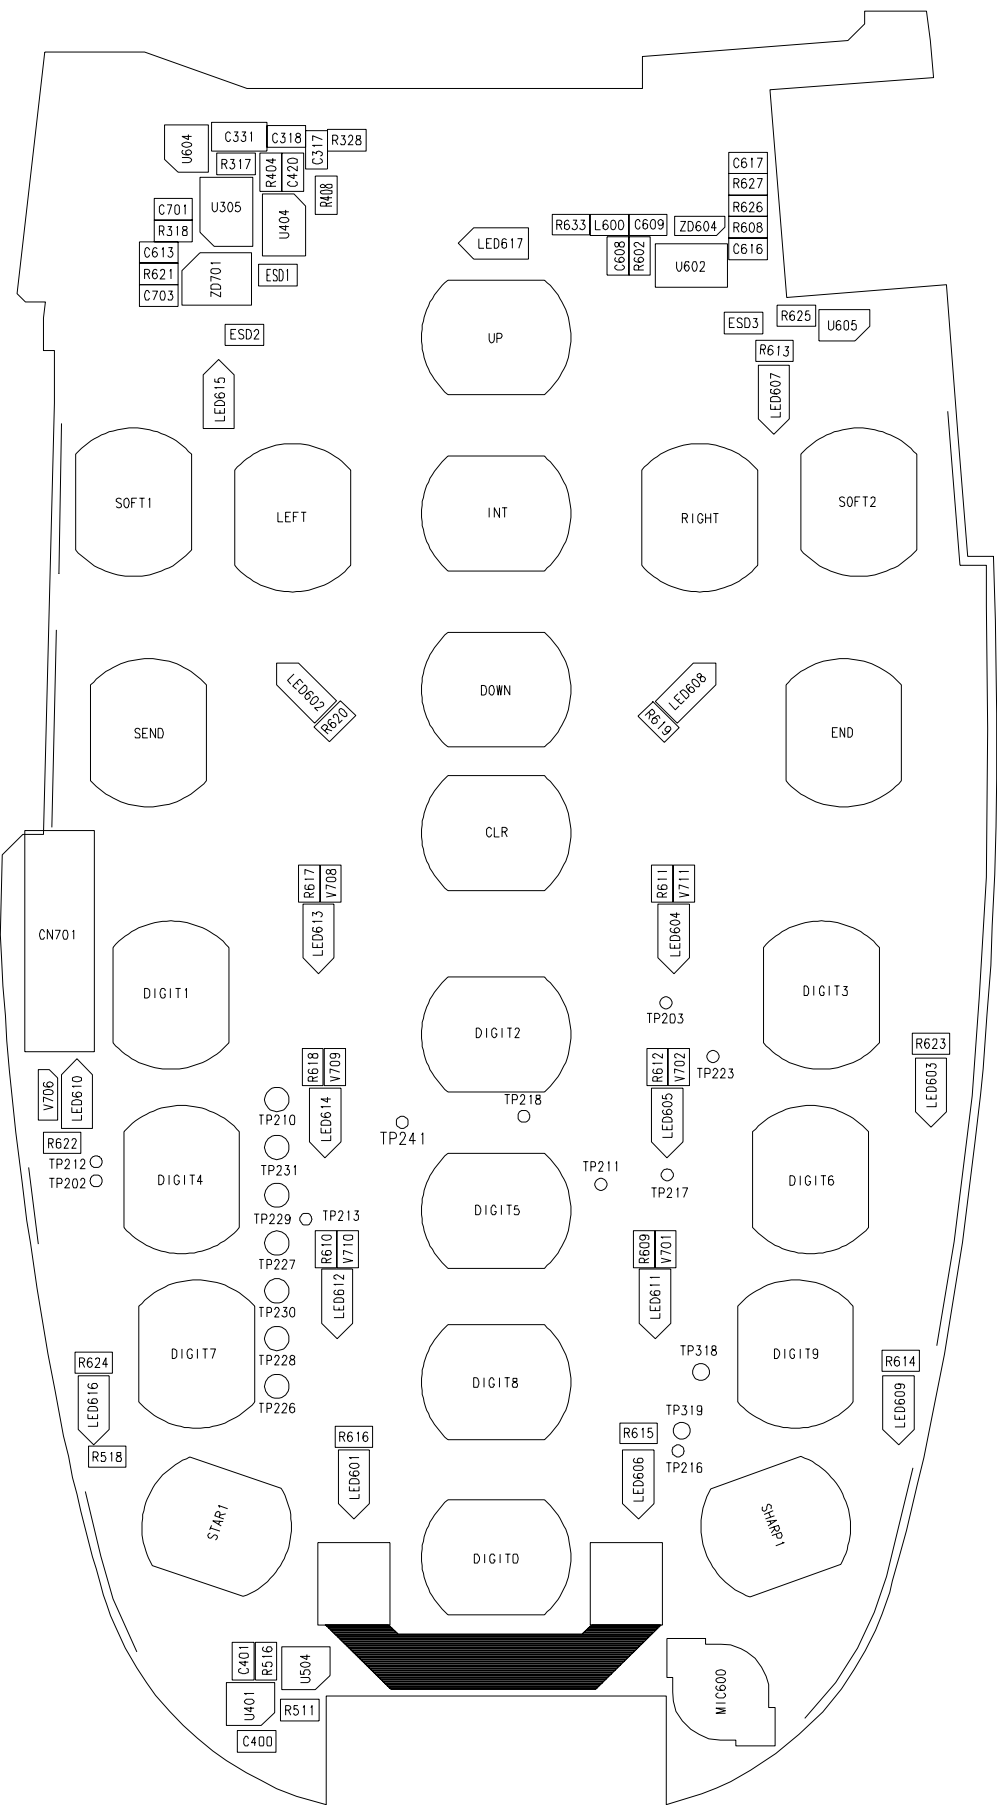 U604
C331
C318
C317
R328
R317
R404
C420
R408
C701
U305
U404
R318
C613
R621
ZD701
ESD1
C703
ESD2
LED615
LED617
C617
R627
R626
R633
L600
C609
ZD604
R608
C608
R602
U602
C616
ESD3
R625
U605
R613
LED607
UP
SOFT1
LEFT
INT
RIGHT
SOFT2
LED602
R620
DOWN
LED608
R619
SEND
END
CLR
R617
V708
LED613
R611
V711
LED604
CN701
DIGIT1
DIGIT2
DIGIT3
TP203
R618
V709
LED614
R612
V702
LED605
TP223
R623
LED603
V706
LED610
R622
TP212
TP202
TP210
TP231
TP229
TP213
TP227
TP230
TP228
TP226
TP241
TP218
TP211
TP217
DIGIT4
DIGIT5
DIGIT6
R610
V710
LED612
R609
V701
LED611
DIGIT7
DIGIT8
DIGIT9
TP318
R624
LED616
R518
R614
LED609
TP319
TP216
R616
LED601
R615
LED606
STAR1
DIGIT0
SHARP1
C401
R516
U504
U401
R511
C400
MIC600